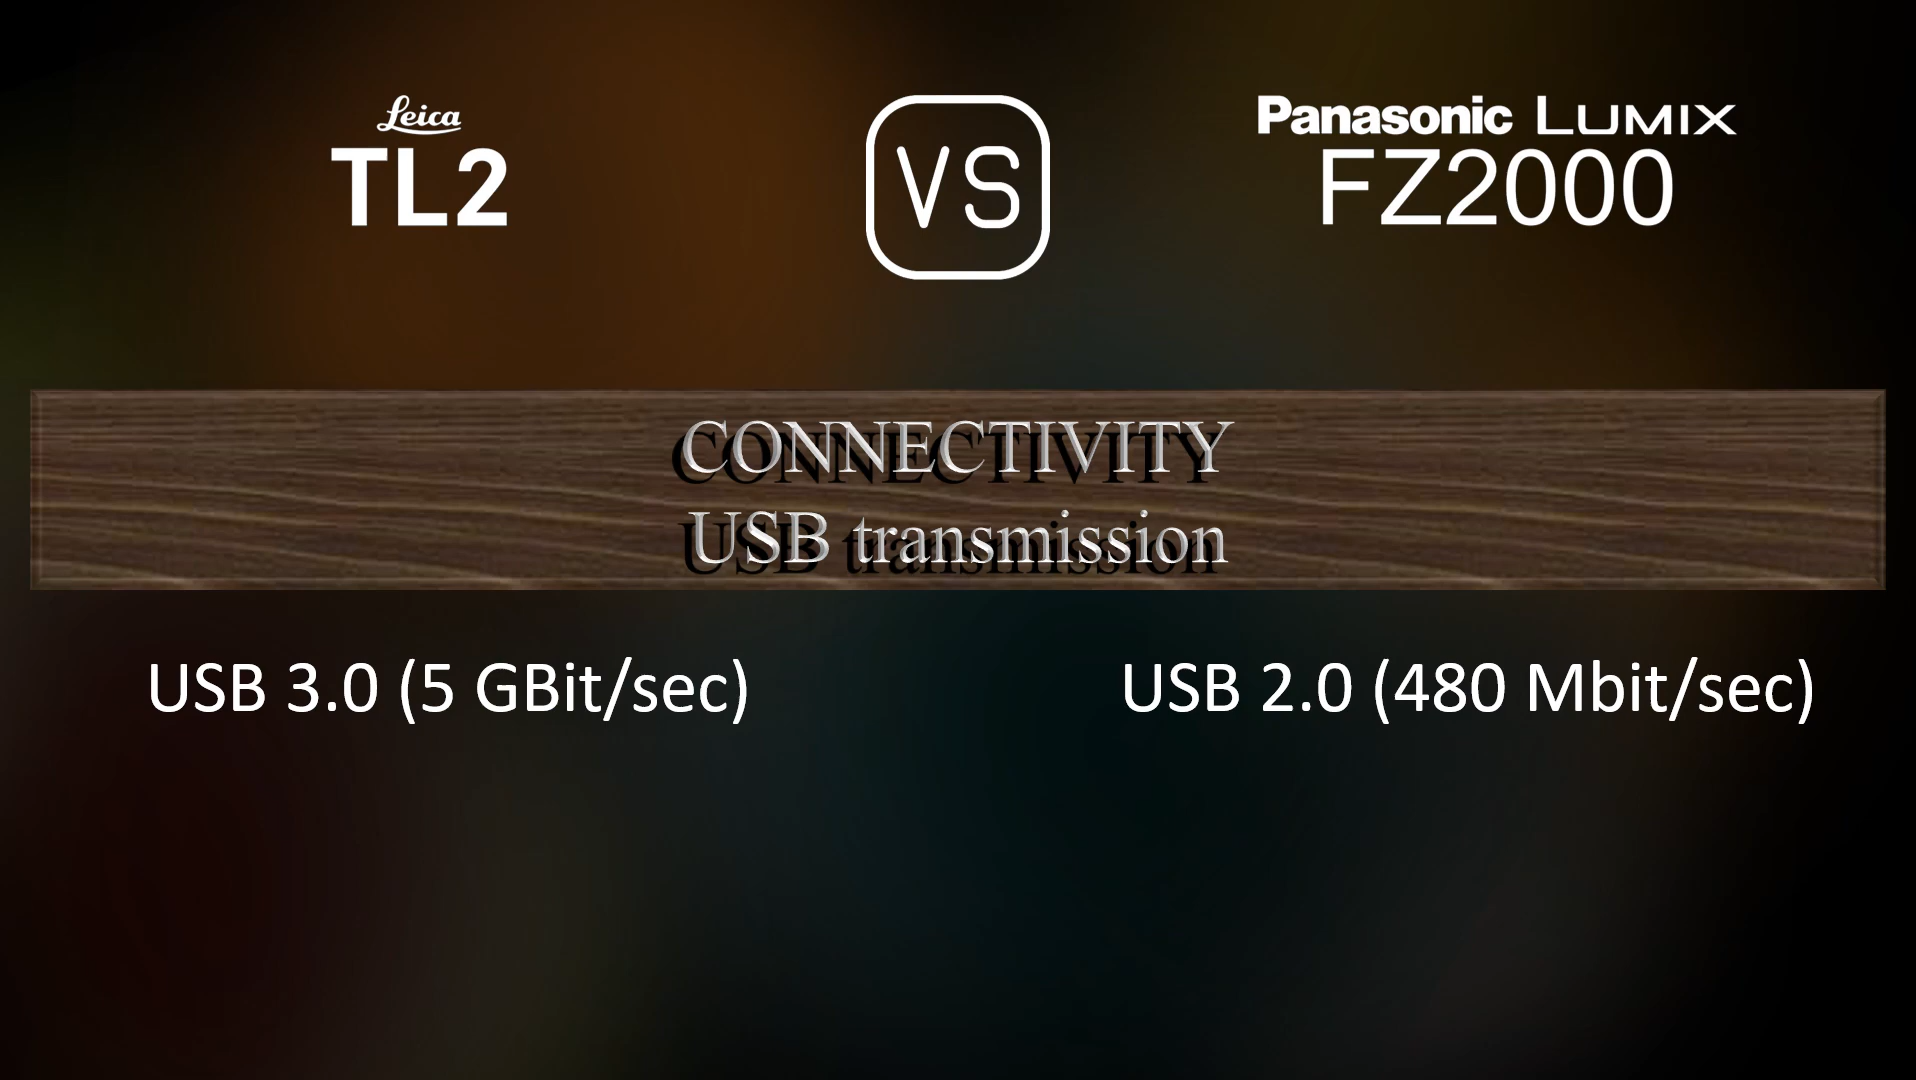 Leica
TL2
VS
Panasonic LUMIX
FZ2000
CONNECTIVITY
USB transmission
USB 3.0 (5 GBit/sec)
USB 2.0 (480 Mbit/sec)